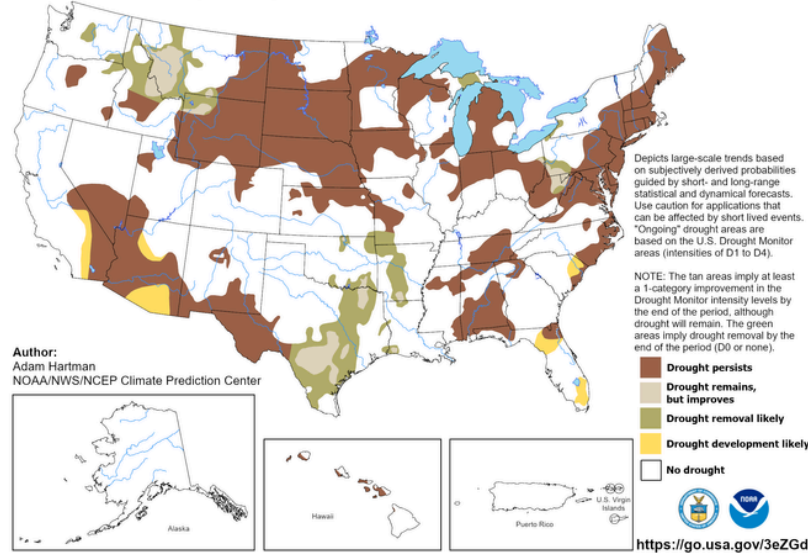 Depicts large-scale trends based
on subjectively derived probabilities
guided by short- and long-range
statistical and dynamical forecasts.
Use caution for applications that
can be affected by short lived events.
"Ongoing" drought areas are
based on the U.S. Drought Monitor
areas (intensities of D1 to D4).
NOTE: The tan areas imply at least
a 1-category improvement in the
Drought Monitor intensity levels by
the end of the period, although
drought will remain. The green
areas imply drought removal by the
end of the period (D0 or none).
Author:
Adam Hartman
NOAA/NWS/NCEP Climate Prediction Center
Drought persists
Drought remains,
but improves
Drought removal likely
Drought development likely
No drought
Alaska
Hawaii
Puerto Rico
U.S. Virgin
Islands
NOAA
https://go.usa.gov/3eZGd